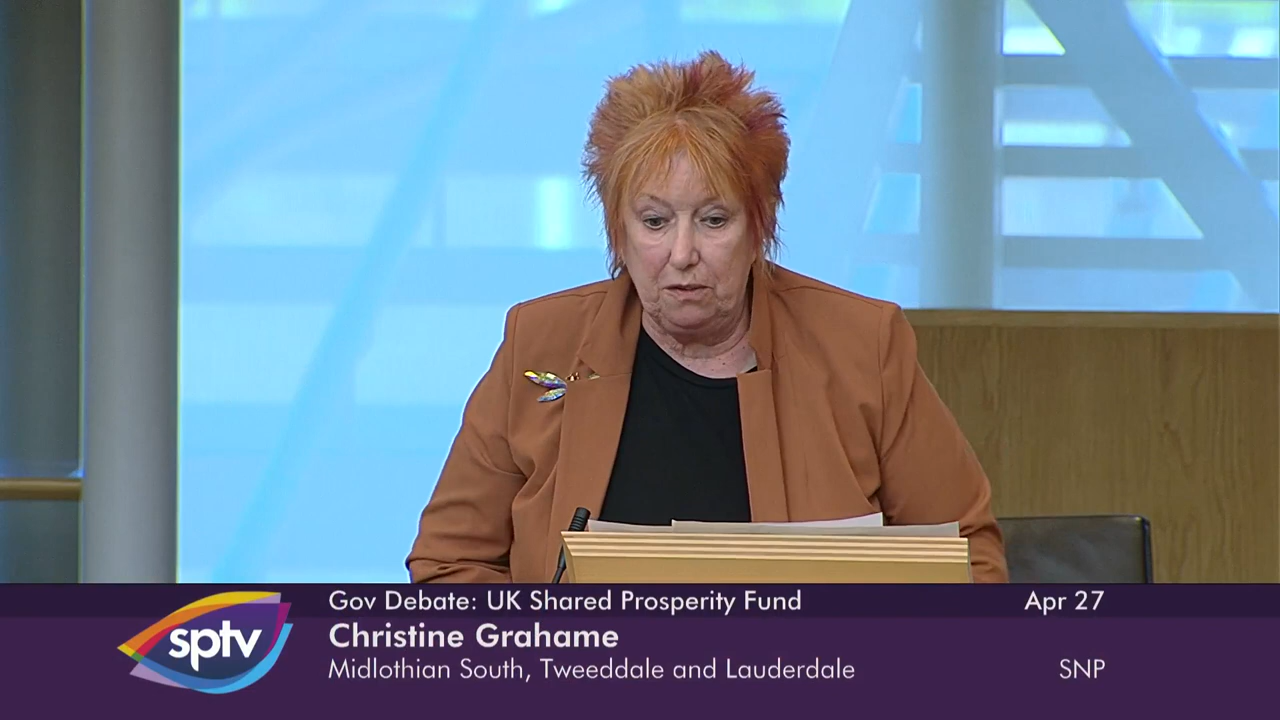 Gov Debate: UK Shared Prosperity Fund Apr 27
sptv
Christine Grahame
Midlothian South, Tweeddale and Lauderdale SNP